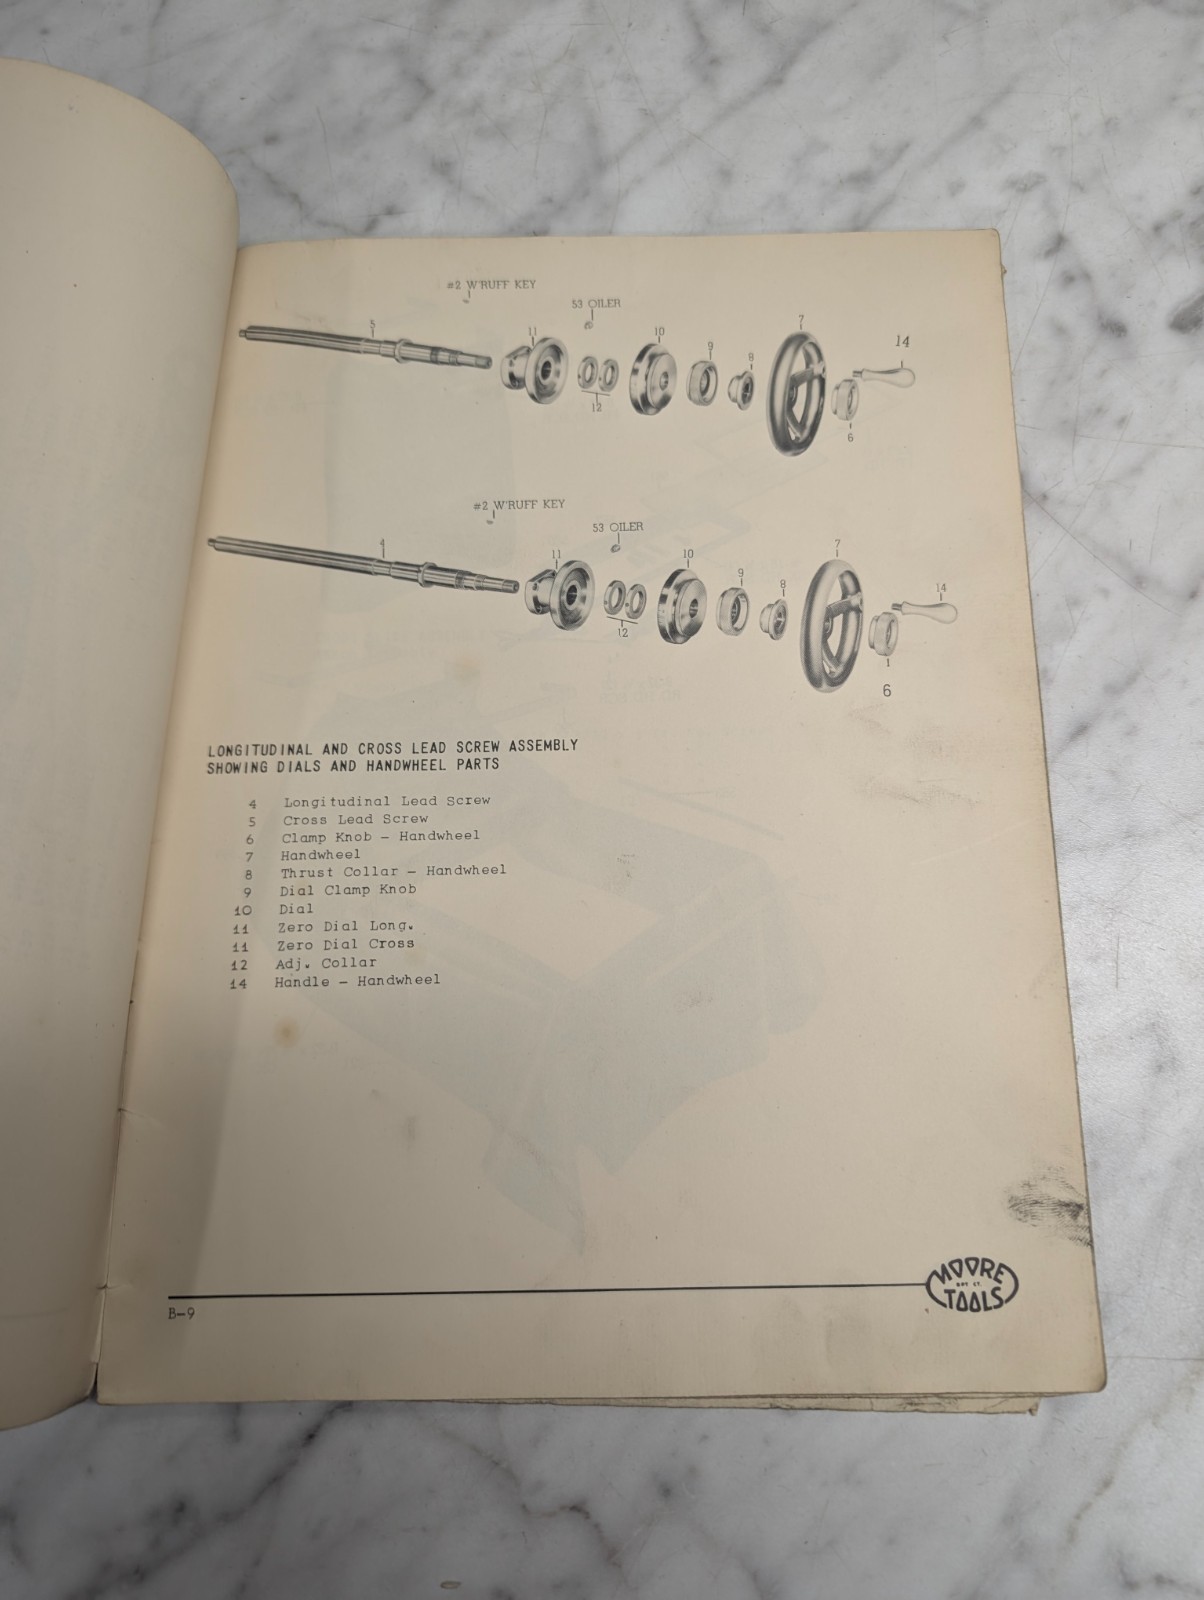 #2 W'RUFF KEY
53 OILER
5
11
12
10
9
8
7
14
6
#2 W'RUFF KEY
53 OILER
4
11
12
10
9
8
7
14
6
LONGITUDINAL AND CROSS LEAD SCREW ASSEMBLY
SHOWING DIALS AND HANDWHEEL PARTS
4 Longitudinal Lead Screw
5 Cross Lead Screw
6 Clamp Knob - Handwheel
7 Handwheel
8 Thrust Collar - Handwheel
9 Dial Clamp Knob
10 Dial
11 Zero Dial Long.
11 Zero Dial Cross
12 Adj. Collar
14 Handle - Handwheel
B-9
MOORE
TOOLS